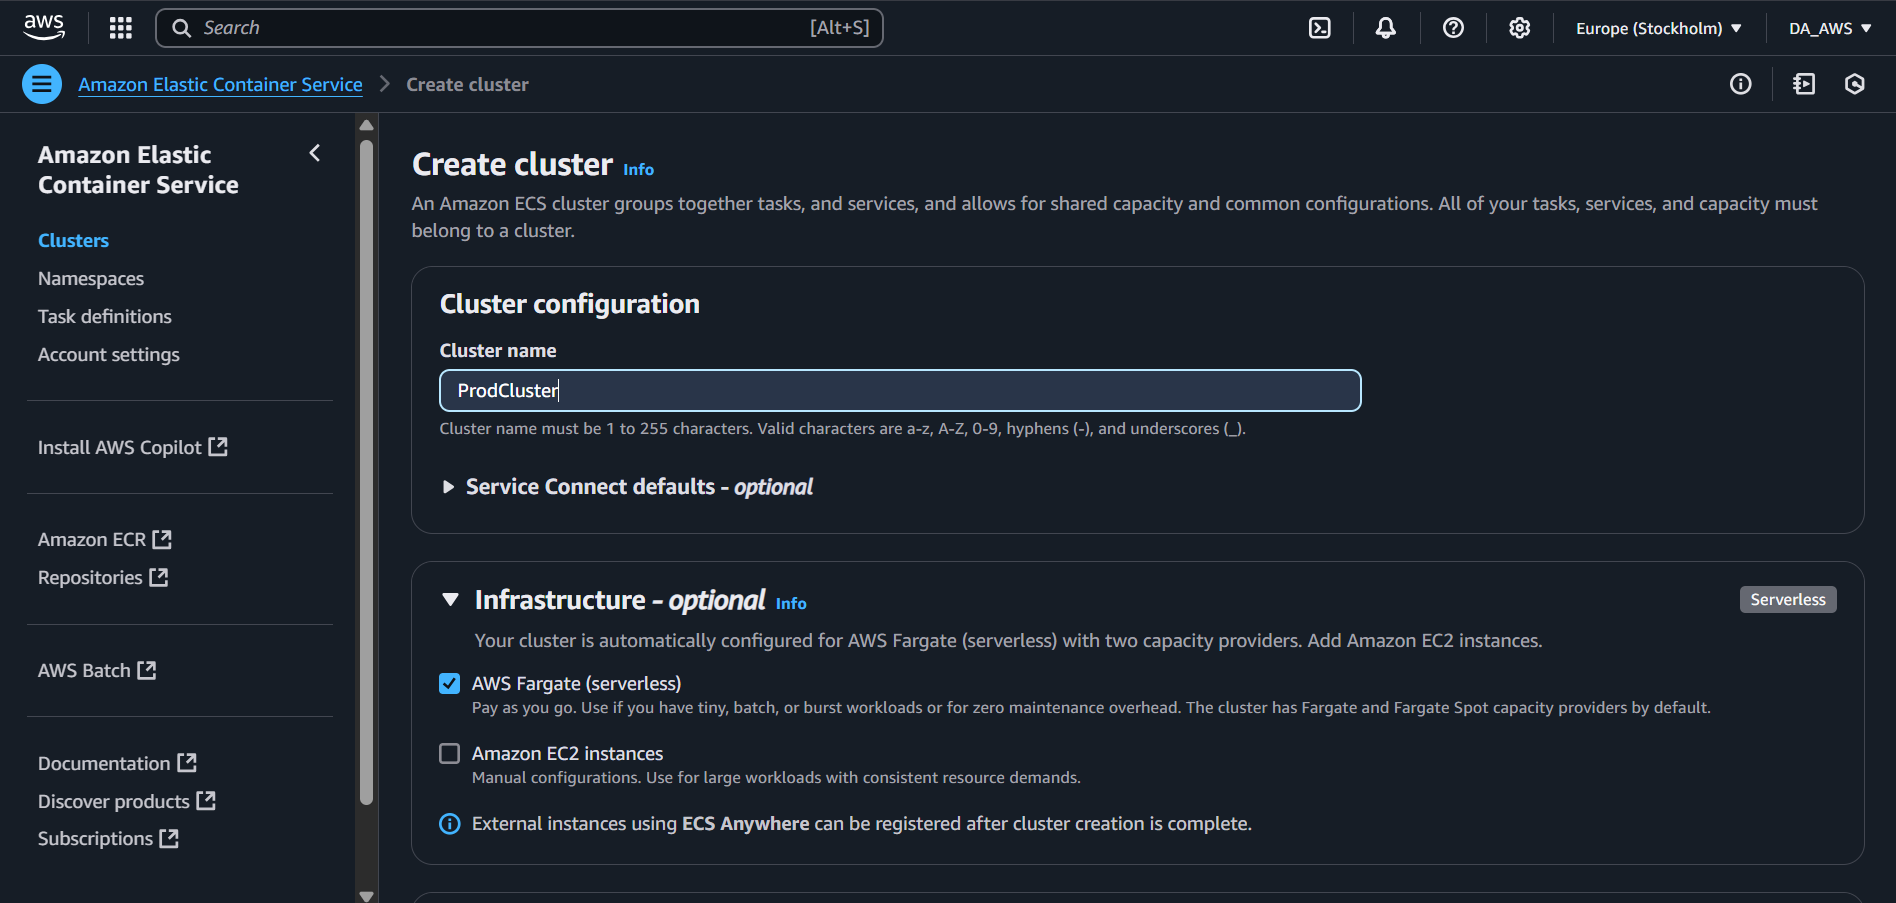 aws
Search [Alt+S]
Europe (Stockholm)
DA_AWS
Amazon Elastic Container Service
Create cluster
Amazon Elastic
Container Service
Clusters
Namespaces
Task definitions
Account settings
Install AWS Copilot
Amazon ECR
Repositories
AWS Batch
Documentation
Discover products
Subscriptions
Create cluster Info
An Amazon ECS cluster groups together tasks, and services, and allows for shared capacity and common configurations. All of your tasks, services, and capacity must
belong to a cluster.
Cluster configuration
Cluster name
ProdCluster
Cluster name must be 1 to 255 characters. Valid characters are a-z, A-Z, 0-9, hyphens (-), and underscores (_).
Service Connect defaults - optional
Infrastructure - optional Info
Serverless
Your cluster is automatically configured for AWS Fargate (serverless) with two capacity providers. Add Amazon EC2 instances.
AWS Fargate (serverless)
Pay as you go. Use if you have tiny, batch, or burst workloads or for zero maintenance overhead. The cluster has Fargate and Fargate Spot capacity providers by default.
Amazon EC2 instances
Manual configurations. Use for large workloads with consistent resource demands.
External instances using ECS Anywhere can be registered after cluster creation is complete.